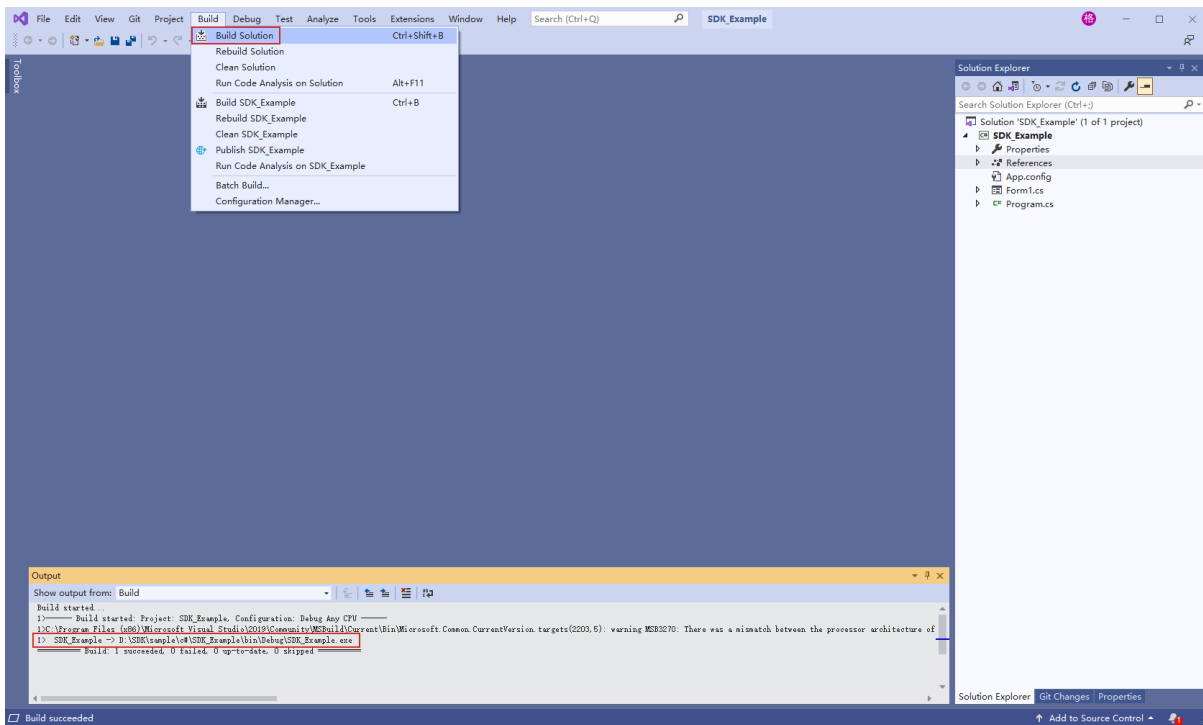 File Edit View Git Project Build Debug Test Analyze Tools Extensions Window Help Search (Ctrl+Q) SDK_Example 格
Build Solution Ctrl+Shift+B
Rebuild Solution
Clean Solution
Run Code Analysis on Solution Alt+F11
Build SDK_Example Ctrl+B
Rebuild SDK_Example
Clean SDK_Example
Publish SDK_Example
Run Code Analysis on SDK_Example
Batch Build...
Configuration Manager...
Toolbox
Solution Explorer
Search Solution Explorer (Ctrl+;)
Solution 'SDK_Example' (1 of 1 project)
C# SDK_Example
Properties
References
App.config
Form1.cs
C# Program.cs
Output
Show output from: Build
Build started...
1>------ Build started: Project: SDK_Example, Configuration: Debug Any CPU ------
1>C:\Program Files (x86)\Microsoft Visual Studio\2019\Community\MSBuild\Current\Bin\Microsoft.Common.CurrentVersion.targets(2203,5): warning MSB3270: There was a mismatch between the processor architecture of
1> SDK_Example -> D:\SDK\sample\c#\SDK_Example\bin\Debug\SDK_Example.exe
========== Build: 1 succeeded, 0 failed, 0 up-to-date, 0 skipped ==========
Solution Explorer Git Changes Properties
Build succeeded Add to Source Control 1